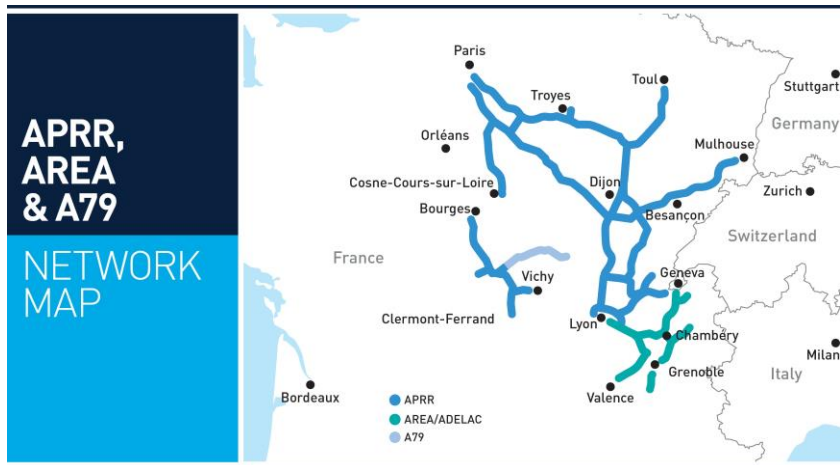 APRR,
AREA
& A79
NETWORK
MAP
Paris
Troyes
Toul
Stuttgart
Germany
Orléans
Mulhouse
Cosne-Cours-sur-Loire
Dijon
Zurich
Bourges
Besançon
Switzerland
France
Geneva
Vichy
Clermont-Ferrand
Lyon
Chambéry
Milan
Grenoble
Italy
Bordeaux
Valence
APRR
AREA/ADELAC
A79